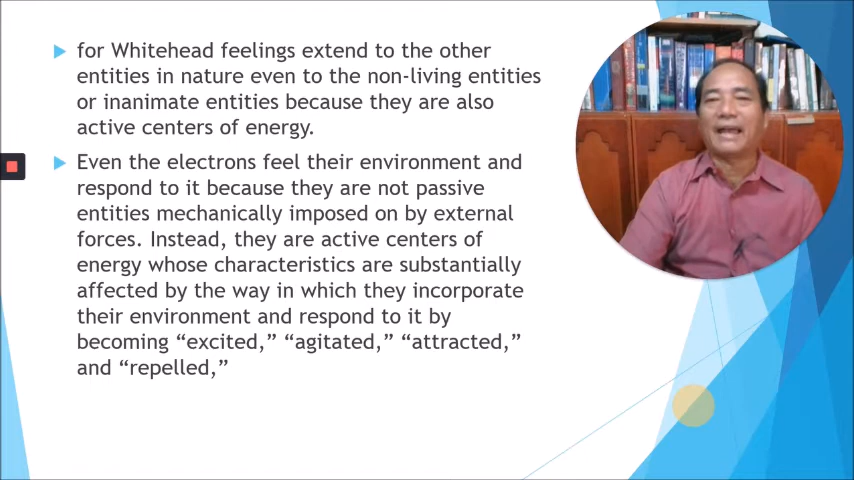 for Whitehead feelings extend to the other
entities in nature even to the non-living entities
or inanimate entities because they are also
active centers of energy.
Even the electrons feel their environment and
respond to it because they are not passive
entities mechanically imposed on by external
forces. Instead, they are active centers of
energy whose characteristics are substantially
affected by the way in which they incorporate
their environment and respond to it by
becoming “excited,” “agitated,” “attracted,”
and “repelled,”